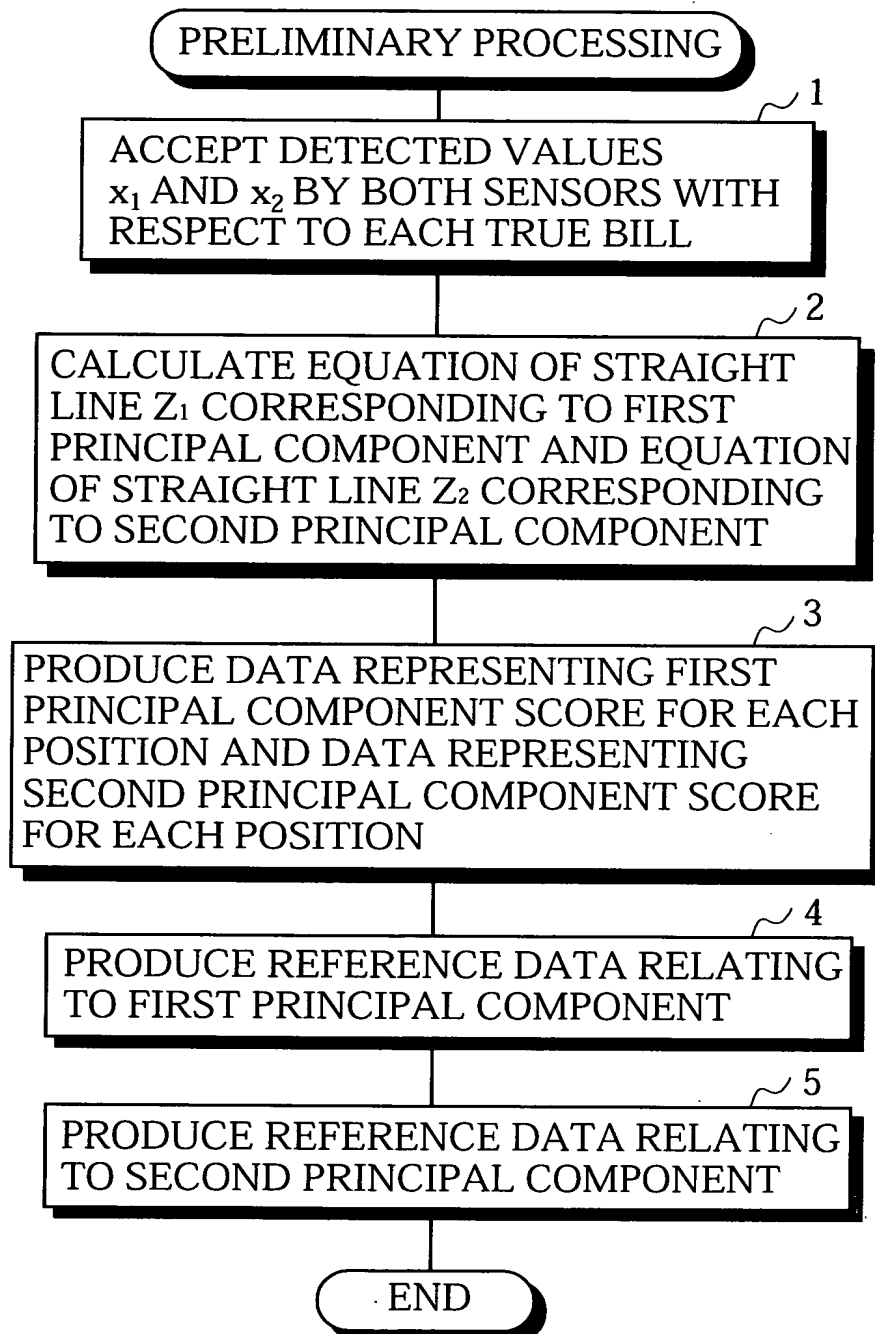 PRELIMINARY PROCESSING
1
ACCEPT DETECTED VALUES
x₁ AND x₂ BY BOTH SENSORS WITH
RESPECT TO EACH TRUE BILL
2
CALCULATE EQUATION OF STRAIGHT
LINE Z₁ CORRESPONDING TO FIRST
PRINCIPAL COMPONENT AND EQUATION
OF STRAIGHT LINE Z₂ CORRESPONDING
TO SECOND PRINCIPAL COMPONENT
3
PRODUCE DATA REPRESENTING FIRST
PRINCIPAL COMPONENT SCORE FOR EACH
POSITION AND DATA REPRESENTING
SECOND PRINCIPAL COMPONENT SCORE
FOR EACH POSITION
4
PRODUCE REFERENCE DATA RELATING
TO FIRST PRINCIPAL COMPONENT
5
PRODUCE REFERENCE DATA RELATING
TO SECOND PRINCIPAL COMPONENT
END